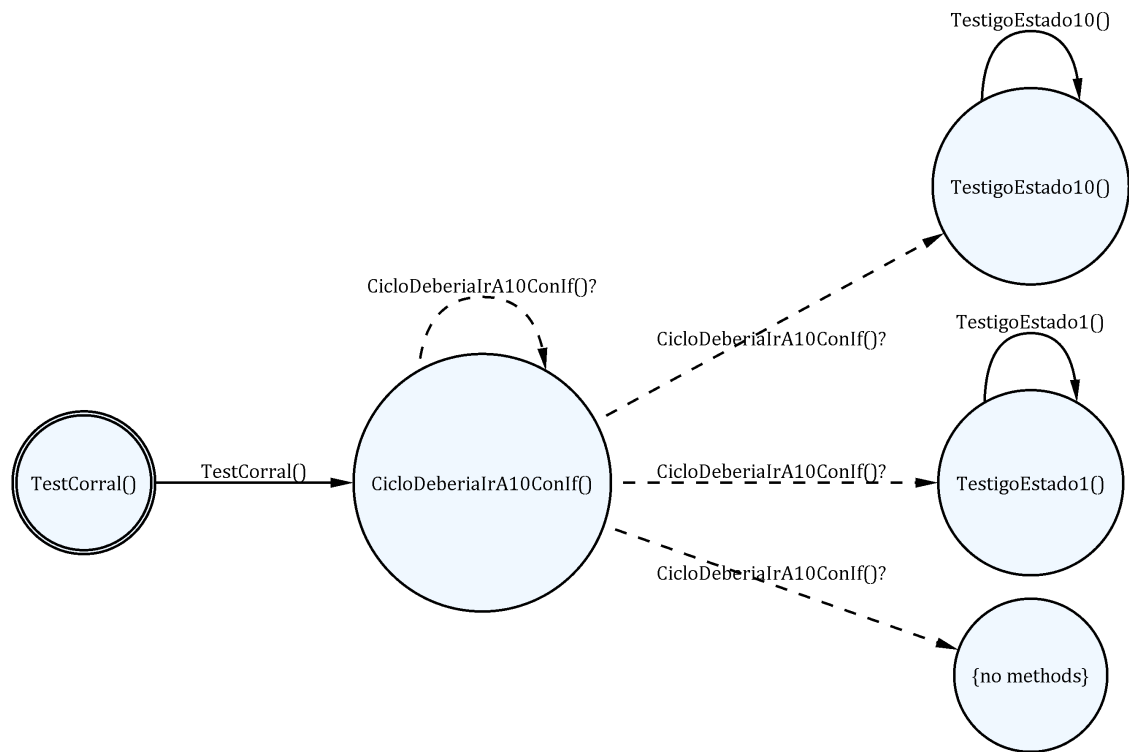 TestigoEstado10()
TestigoEstado10()
CicloDeberiaIrA10ConIf()?
CicloDeberiaIrA10ConIf()?
TestigoEstado1()
TestCorral()
TestCorral()
CicloDeberiaIrA10ConIf()
CicloDeberiaIrA10ConIf()?
TestigoEstado1()
CicloDeberiaIrA10ConIf()?
{no methods}